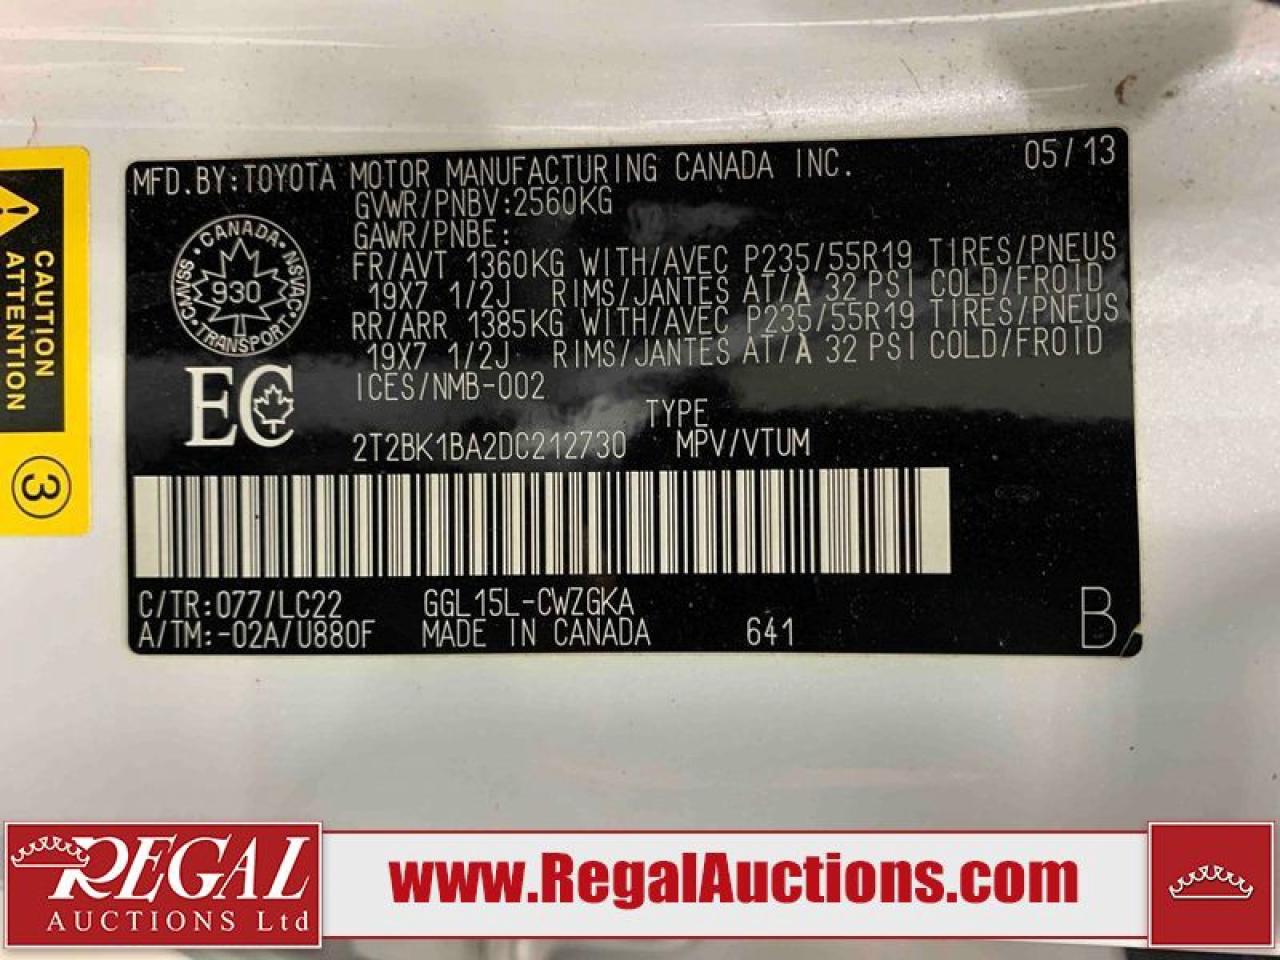 MFD.BY:TOYOTA MOTOR MANUFACTURING CANADA INC. 05/13
GVWR/PNBV:2560KG
GAWR/PNBE:
FR/AVT 1360KG WITH/AVEC P235/55R19 TIRES/PNEUS
19X7 1/2J RIMS/JANTES AT/À 32 PSI COLD/FROID
RR/ARR 1385KG WITH/AVEC P235/55R19 TIRES/PNEUS
19X7 1/2J RIMS/JANTES AT/À 32 PSI COLD/FROID
ICES/NMB-002
CANADA
CMVSS NSVAC
930
TRANSPORT
EC
TYPE
2T2BK1BA2DC212730 MPV/VTUM
C/TR:077/LC22 GGL15L-CWZGKA
A/TM:-02A/U880F MADE IN CANADA 641 B
CAUTION
ATTENTION
3
REGAL
AUCTIONS Ltd
www.RegalAuctions.com